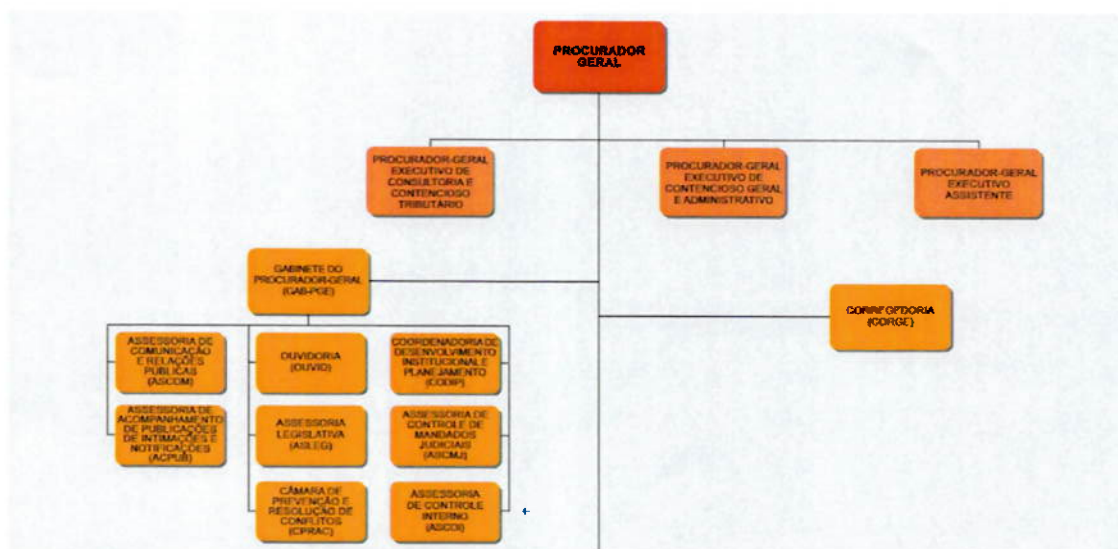 PROCURADOR
GERAL
PROCURADOR-GERAL
EXECUTIVO DE
CONSULTORIA E
CONTENCIOSO
TRIBUTÁRIO
PROCURADOR-GERAL
EXECUTIVO DE
CONTENCIOSO GERAL
E ADMINISTRATIVO
PROCURADOR-GERAL
EXECUTIVO
ASSISTENTE
GABINETE DO
PROCURADOR-GERAL
(GAB-PGE)
CORREGEDORIA
(CORGE)
ASSESSORIA DE
COMUNICAÇÃO
E RELAÇÕES
PÚBLICAS
(ASCOM)
OUVIDORIA
(OUVID)
COORDENADORIA DE
DESENVOLVIMENTO
INSTITUCIONAL E
PLANEJAMENTO
(CODIP)
ASSESSORIA DE
ACOMPANHAMENTO
DE PUBLICAÇÕES
DE INTIMAÇÕES E
NOTIFICAÇÕES
(ACPUB)
ASSESSORIA
LEGISLATIVA
(ASLEG)
ASSESSORIA DE
CONTROLE DE
MANDADOS
JUDICIAIS
(ASCMJ)
CÂMARA DE
PREVENÇÃO E
RESOLUÇÃO DE
CONFLITOS
(CPRAC)
ASSESSORIA
DE CONTROLE
INTERNO
(ASCOI)